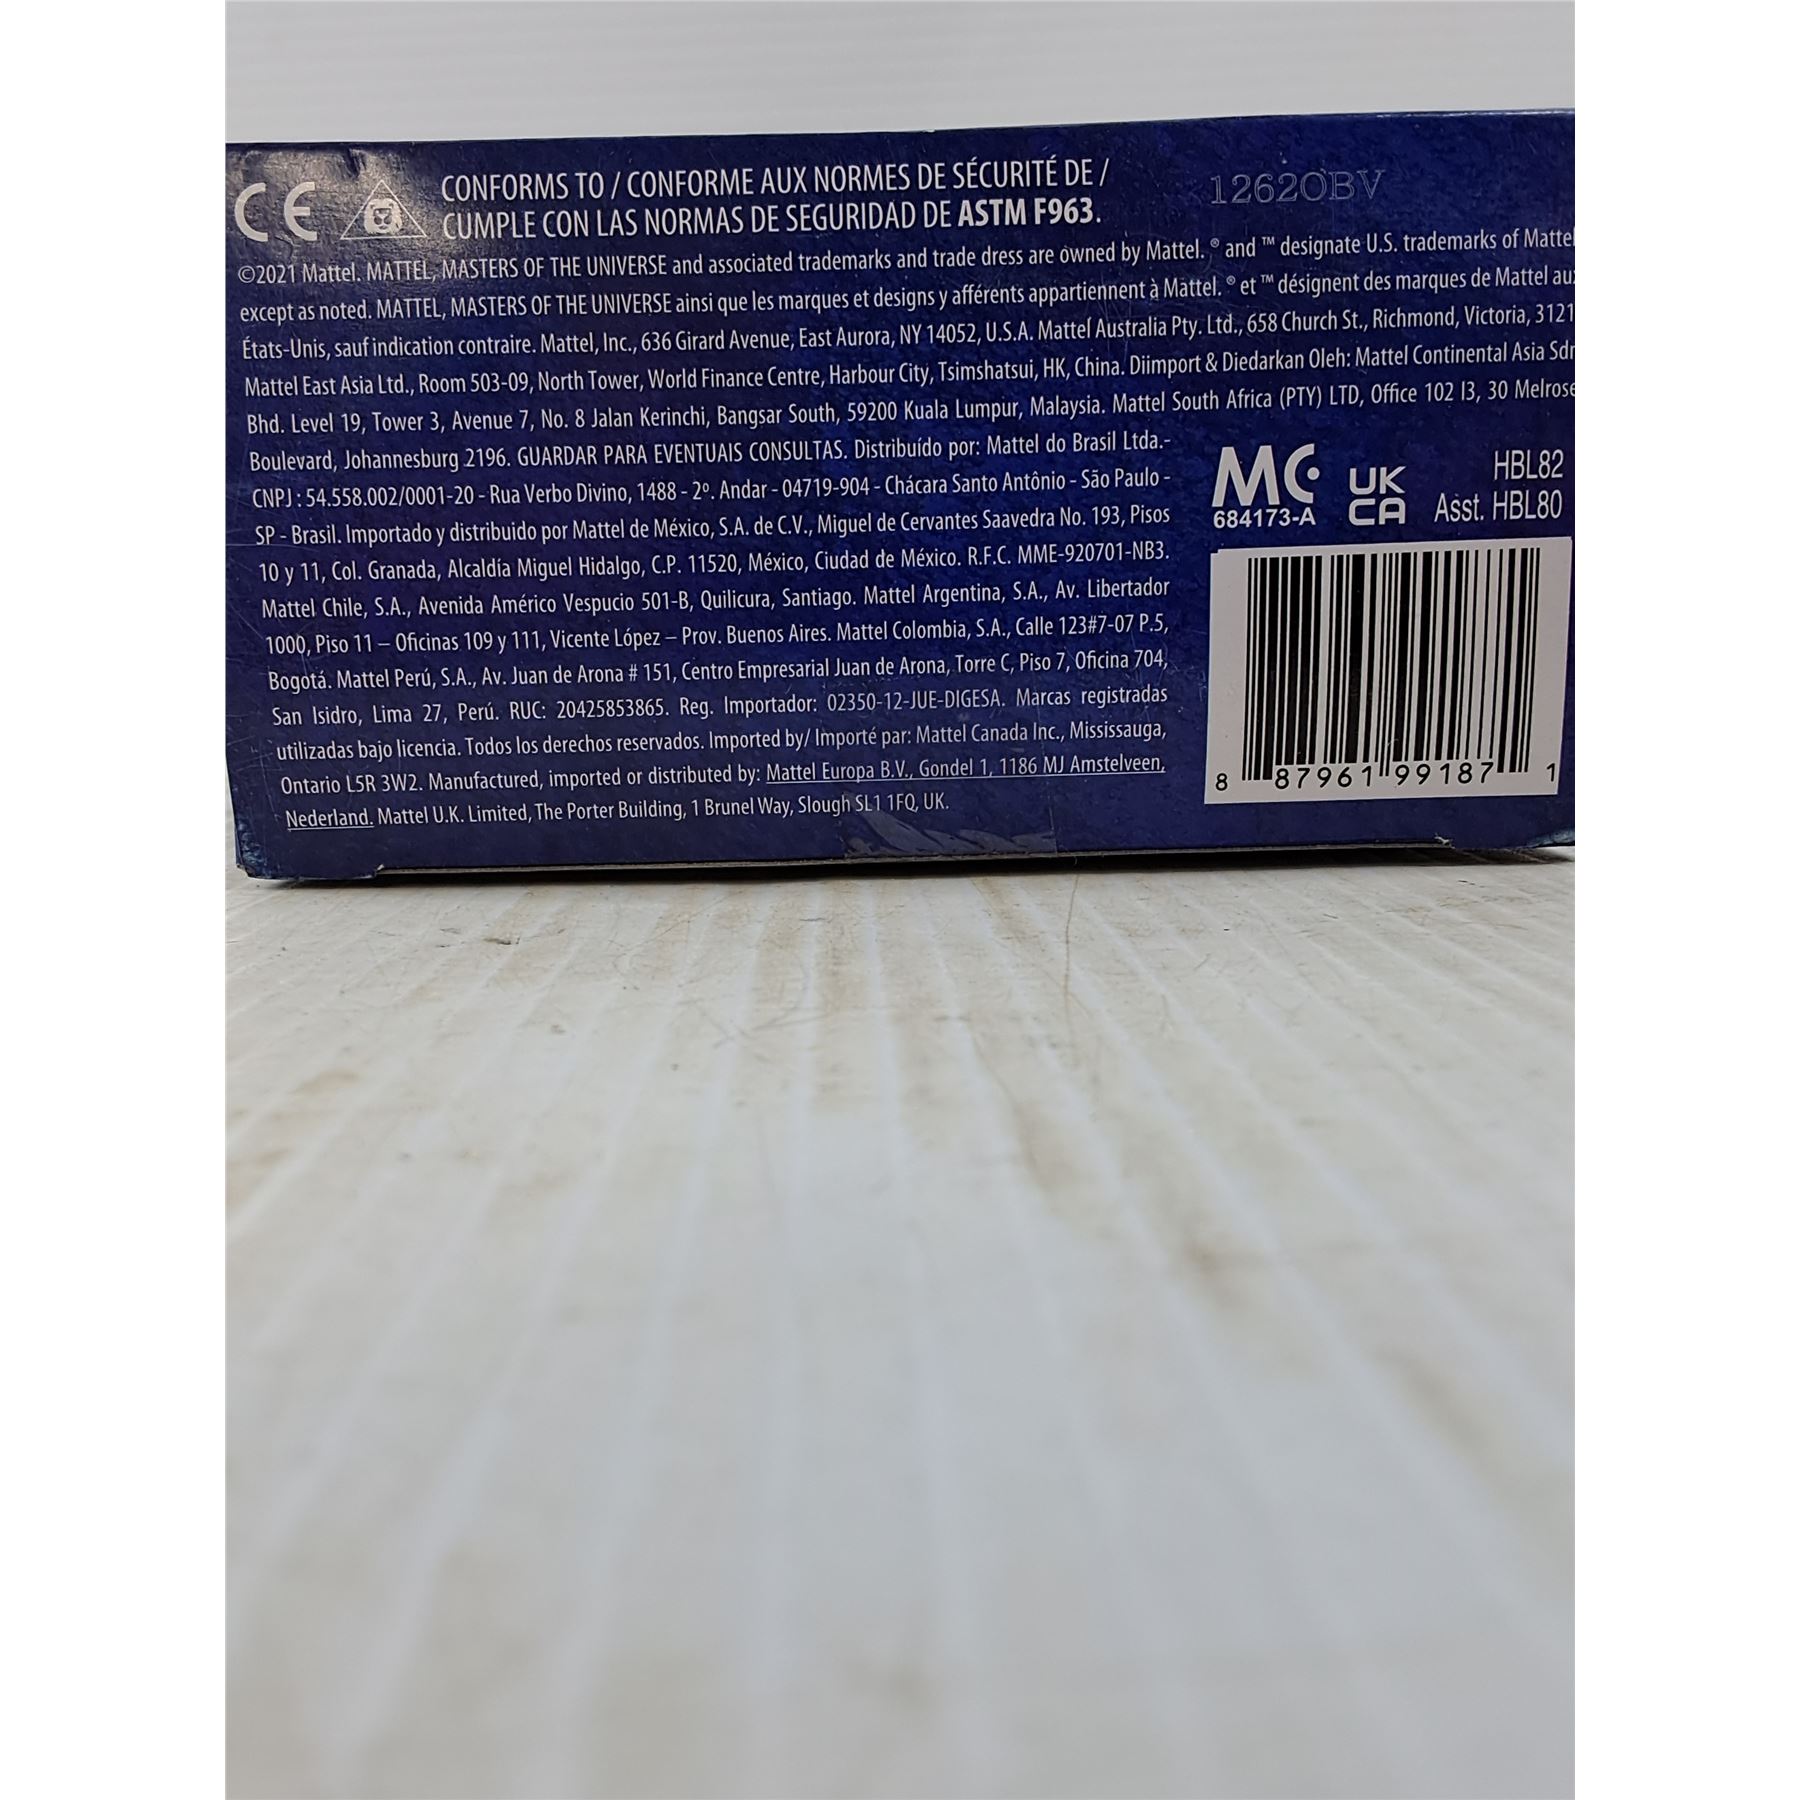 CE CONFORMS TO / CONFORME AUX NORMES DE SÉCURITÉ DE /
CUMPLE CON LAS NORMAS DE SEGURIDAD DE ASTM F963.
12620BV
©2021 Mattel. MATTEL, MASTERS OF THE UNIVERSE and associated trademarks and trade dress are owned by Mattel. ® and ™ designate U.S. trademarks of Mattel
except as noted. MATTEL, MASTERS OF THE UNIVERSE ainsi que les marques et designs y afférents appartiennent à Mattel. ® et ™ désignent des marques de Mattel aux
États-Unis, sauf indication contraire. Mattel, Inc., 636 Girard Avenue, East Aurora, NY 14052, U.S.A. Mattel Australia Pty. Ltd., 658 Church St., Richmond, Victoria, 3121
Mattel East Asia Ltd., Room 503-09, North Tower, World Finance Centre, Harbour City, Tsimshatsui, HK, China. Diimport & Diedarkan Oleh: Mattel Continental Asia Sdn
Bhd. Level 19, Tower 3, Avenue 7, No. 8 Jalan Kerinchi, Bangsar South, 59200 Kuala Lumpur, Malaysia. Mattel South Africa (PTY) LTD, Office 102 I3, 30 Melrose
Boulevard, Johannesburg 2196. GUARDAR PARA EVENTUAIS CONSULTAS. Distribuído por: Mattel do Brasil Ltda.-
CNPJ : 54.558.002/0001-20 - Rua Verbo Divino, 1488 - 2º. Andar - 04719-904 - Chácara Santo Antônio - São Paulo -
SP - Brasil. Importado y distribuido por Mattel de México, S.A. de C.V., Miguel de Cervantes Saavedra No. 193, Pisos
10 y 11, Col. Granada, Alcaldía Miguel Hidalgo, C.P. 11520, México, Ciudad de México. R.F.C. MME-920701-NB3.
Mattel Chile, S.A., Avenida Américo Vespucio 501-B, Quilicura, Santiago. Mattel Argentina, S.A., Av. Libertador
1000, Piso 11 – Oficinas 109 y 111, Vicente López – Prov. Buenos Aires. Mattel Colombia, S.A., Calle 123#7-07 P.5,
Bogotá. Mattel Perú, S.A., Av. Juan de Arona # 151, Centro Empresarial Juan de Arona, Torre C, Piso 7, Oficina 704,
San Isidro, Lima 27, Perú. RUC: 20425853865. Reg. Importador: 02350-12-JUE-DIGESA. Marcas registradas
utilizadas bajo licencia. Todos los derechos reservados. Imported by/ Importé par: Mattel Canada Inc., Mississauga,
Ontario L5R 3W2. Manufactured, imported or distributed by: Mattel Europa B.V., Gondel 1, 1186 MJ Amstelveen,
Nederland. Mattel U.K. Limited, The Porter Building, 1 Brunel Way, Slough SL1 1FQ, UK.
MC
684173-A
UK
CA
HBL82
Asst. HBL80
8 87961 99187 1